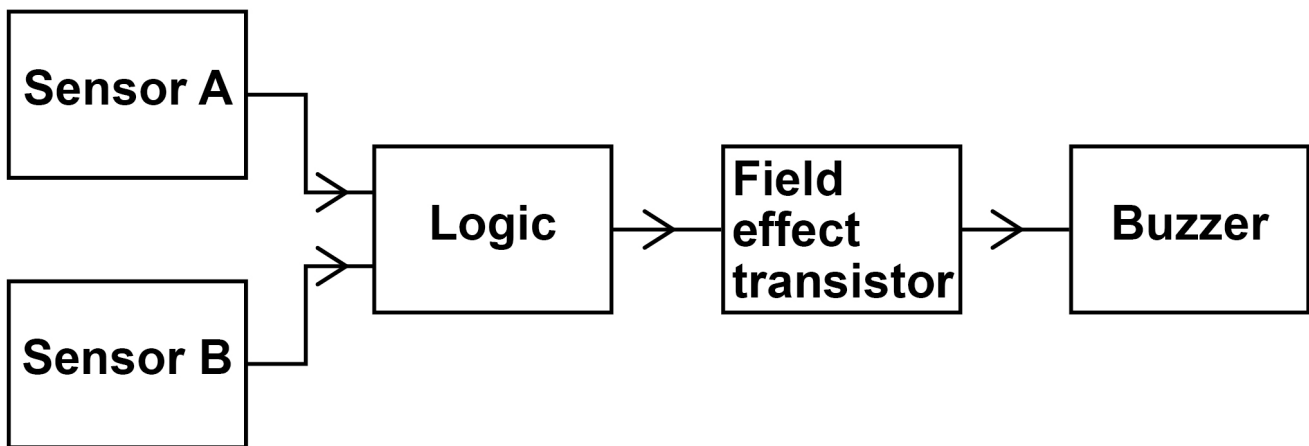 Sensor A
Sensor B
Logic
Field
effect
transistor
Buzzer